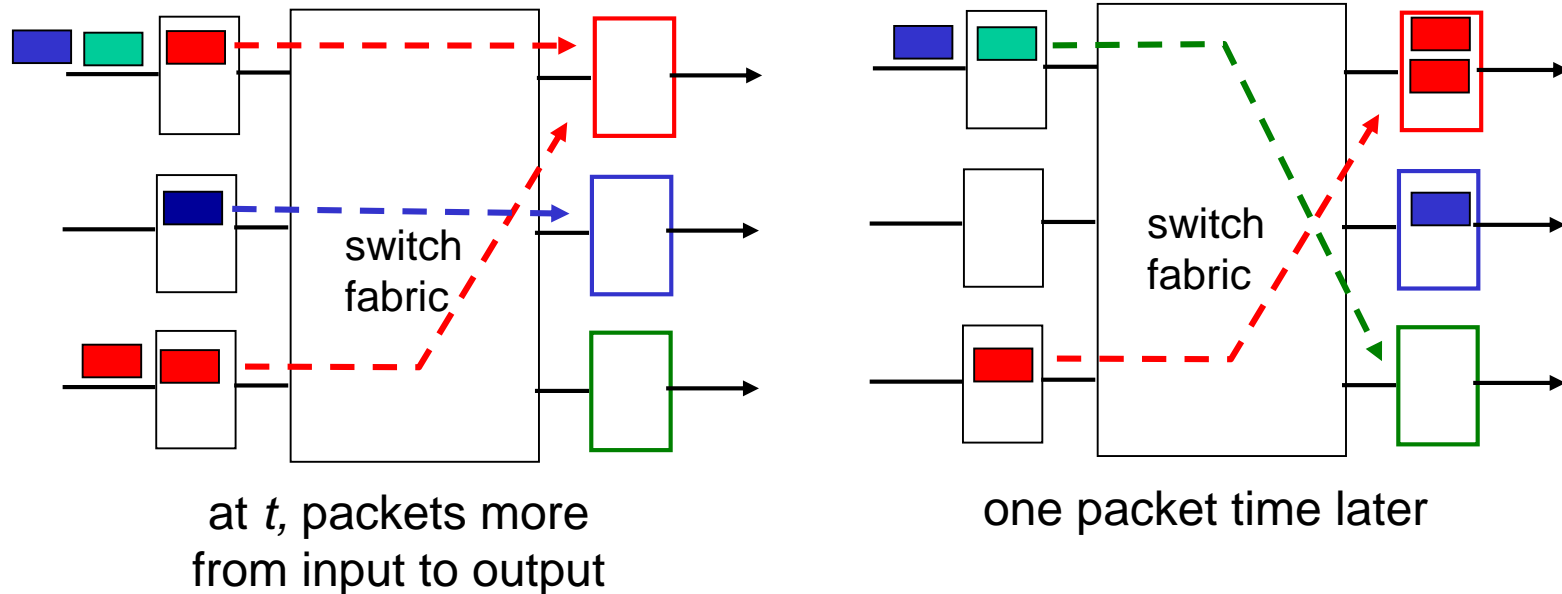 switch
fabric
at t, packets more
from input to output
switch
fabric
one packet time later